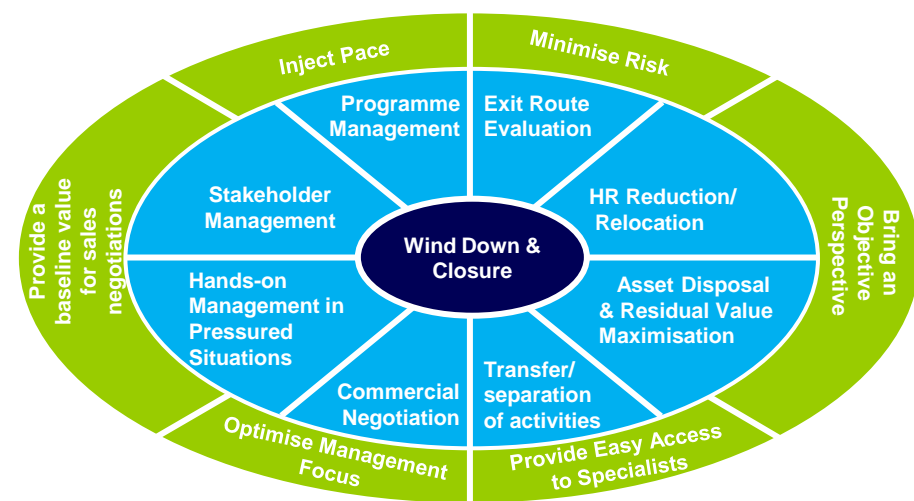 Inject Pace
Minimise Risk
Programme
Management
Exit Route
Evaluation
Stakeholder
Management
HR Reduction/
Relocation
Provide a
baseline value
for sales
negotiations
Wind Down &
Closure
Bring an
Objective
Perspective
Hands-on
Management in
Pressured
Situations
Asset Disposal
& Residual Value
Maximisation
Commercial
Negotiation
Transfer/
separation
of activities
Optimise Management
Focus
Provide Easy Access
to Specialists